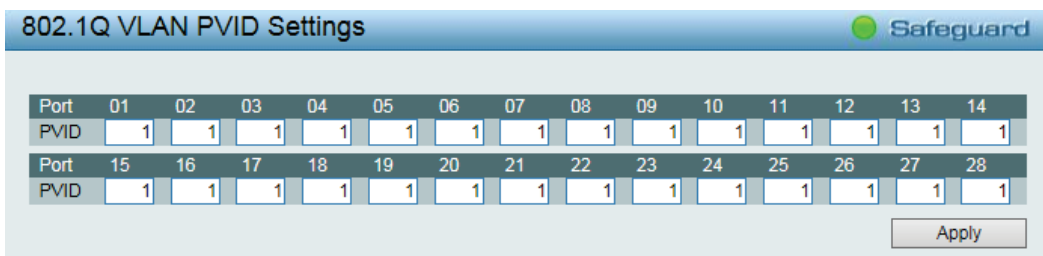 802.1Q VLAN PVID Settings Safeguard
Port 01 02 03 04 05 06 07 08 09 10 11 12 13 14
PVID 1 1 1 1 1 1 1 1 1 1 1 1 1 1
Port 15 16 17 18 19 20 21 22 23 24 25 26 27 28
PVID 1 1 1 1 1 1 1 1 1 1 1 1 1 1
Apply